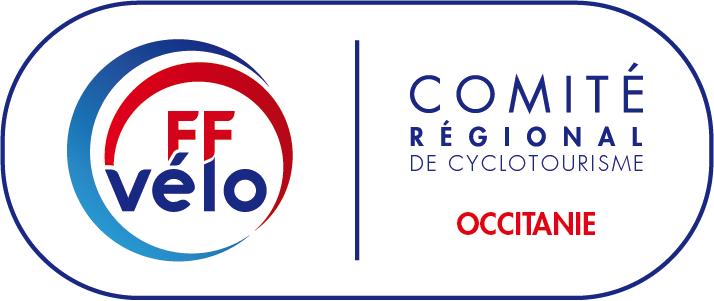 FF
vélo
COMITÉ
RÉGIONAL
DE CYCLOTOURISME
OCCITANIE